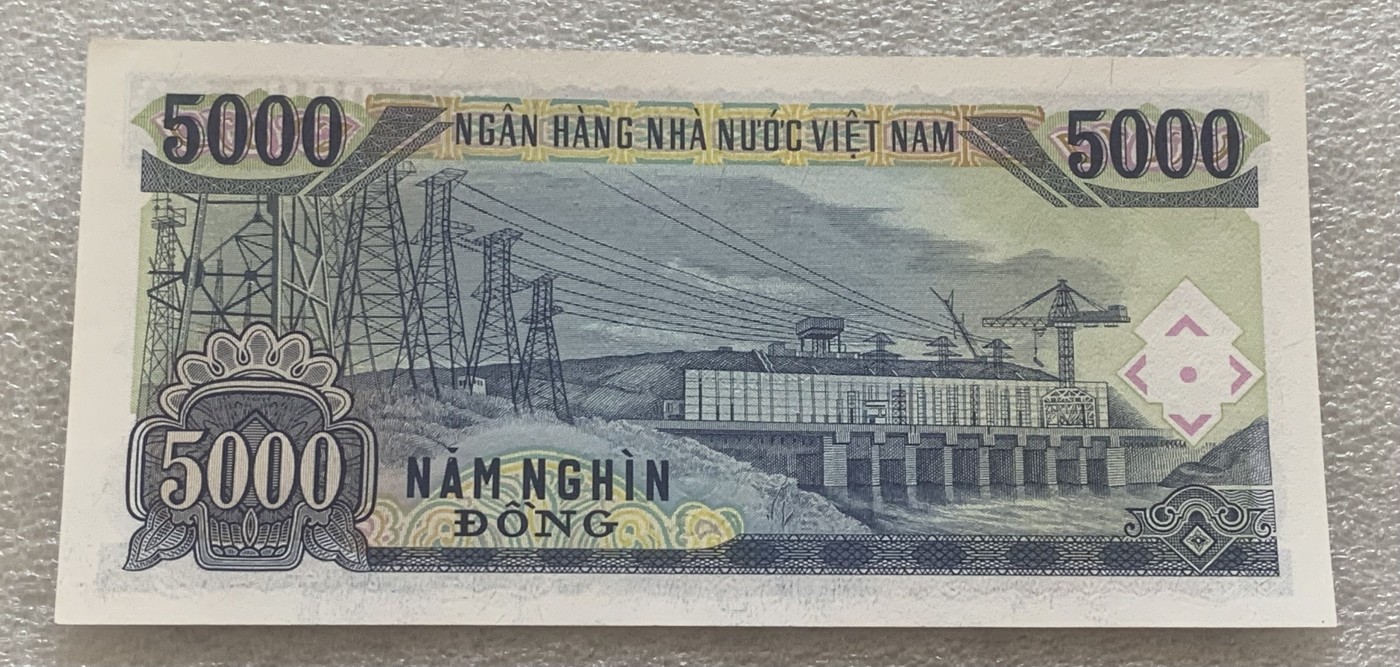 5000 NGÂN HÀNG NHÀ NƯỚC VIỆT NAM 5000
5000
NĂM NGHÌN
ĐỒNG